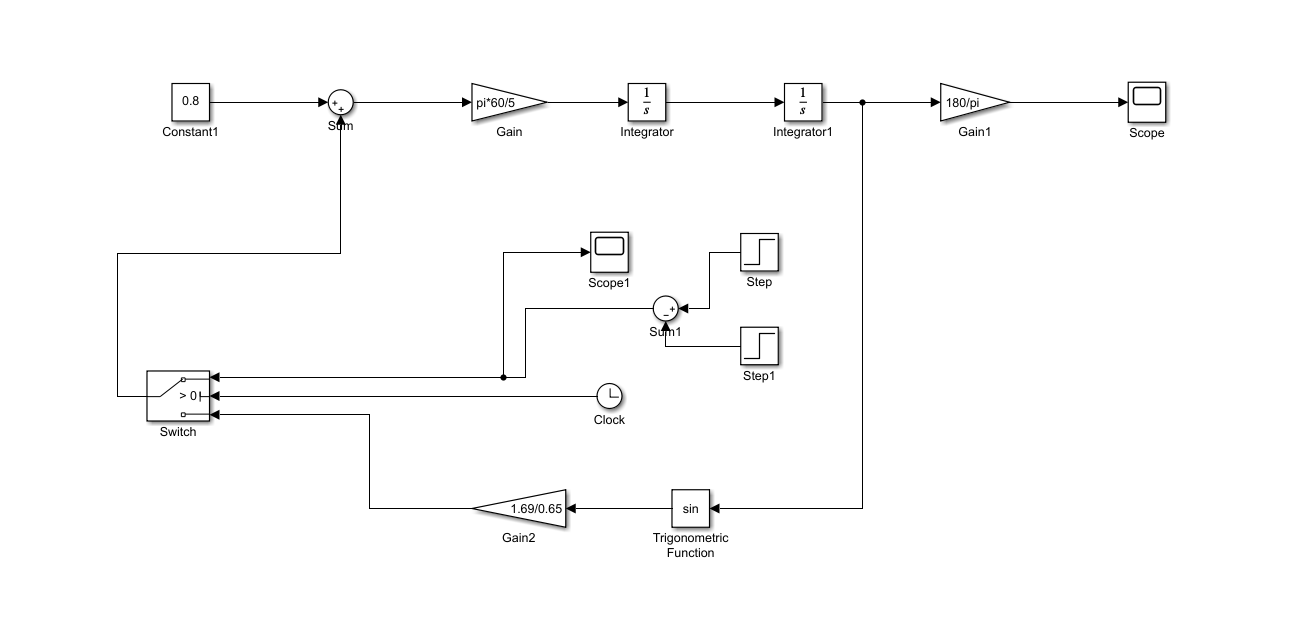 0.8
Constant1
+
+
Sum
pi*60/5
Gain
1
s
Integrator
1
s
Integrator1
180/pi
Gain1
Scope
Scope1
Step
+
−
Sum1
Step1
> 0
Switch
Clock
1.69/0.65
Gain2
sin
Trigonometric
Function